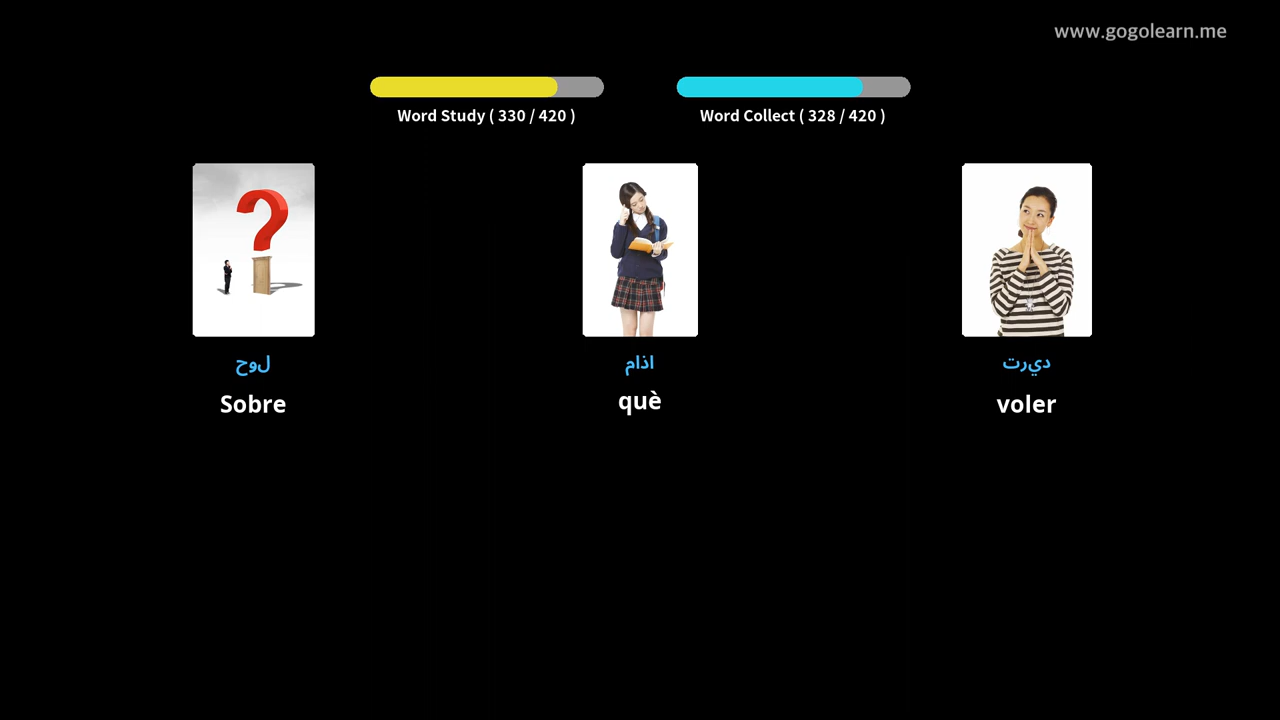 www.gogolearn.me
Word Study ( 330 / 420 )
Word Collect ( 328 / 420 )
لوح
Sobre
اذام
què
ديرت
voler